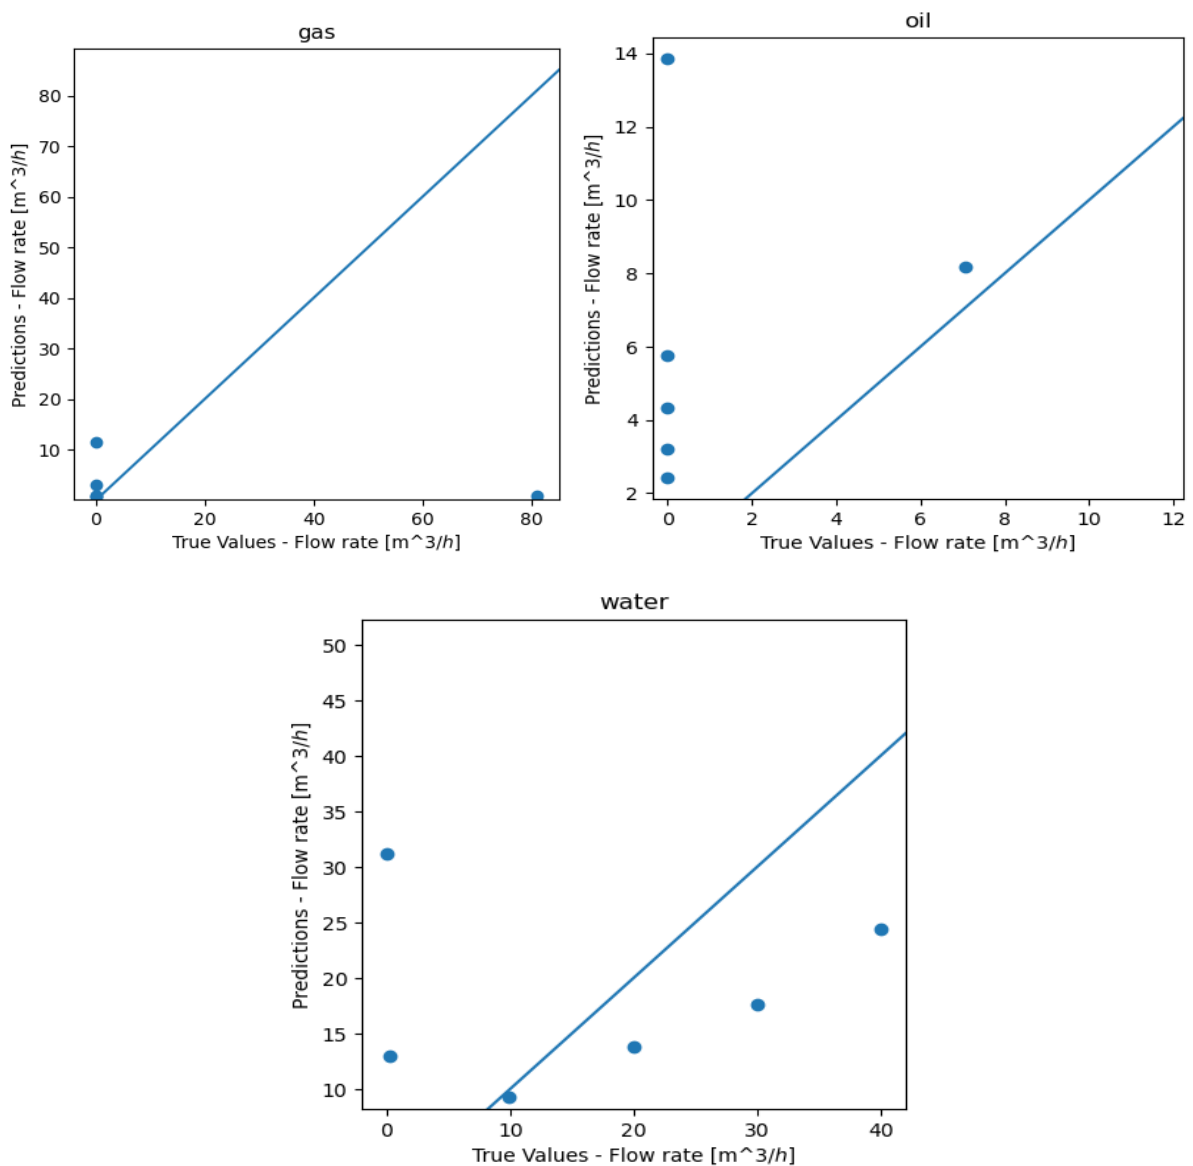 gas
80
70
60
50
40
30
20
10
Predictions - Flow rate [m^3/h]
0 20 40 60 80
True Values - Flow rate [m^3/h]
oil
14
12
10
8
6
4
2
Predictions - Flow rate [m^3/h]
0 2 4 6 8 10 12
True Values - Flow rate [m^3/h]
water
50
45
40
35
30
25
20
15
10
Predictions - Flow rate [m^3/h]
0 10 20 30 40
True Values - Flow rate [m^3/h]